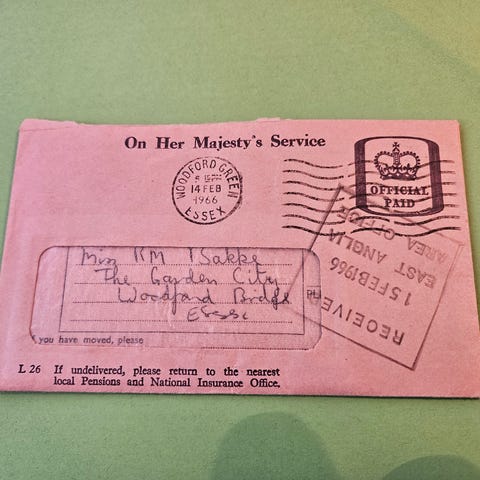 On Her Majesty's Service
WOODFORD GREEN
14 FEB
1966
ESSEX
OFFICIAL
PAID
RECEIVED
15 FEB 1966
EAST ANGLIA
AREA OFFICE
Miss RM
The Garden City
Woodford Bridge
Essex
you have moved, please
L 26 If undelivered, please return to the nearest
local Pensions and National Insurance Office.